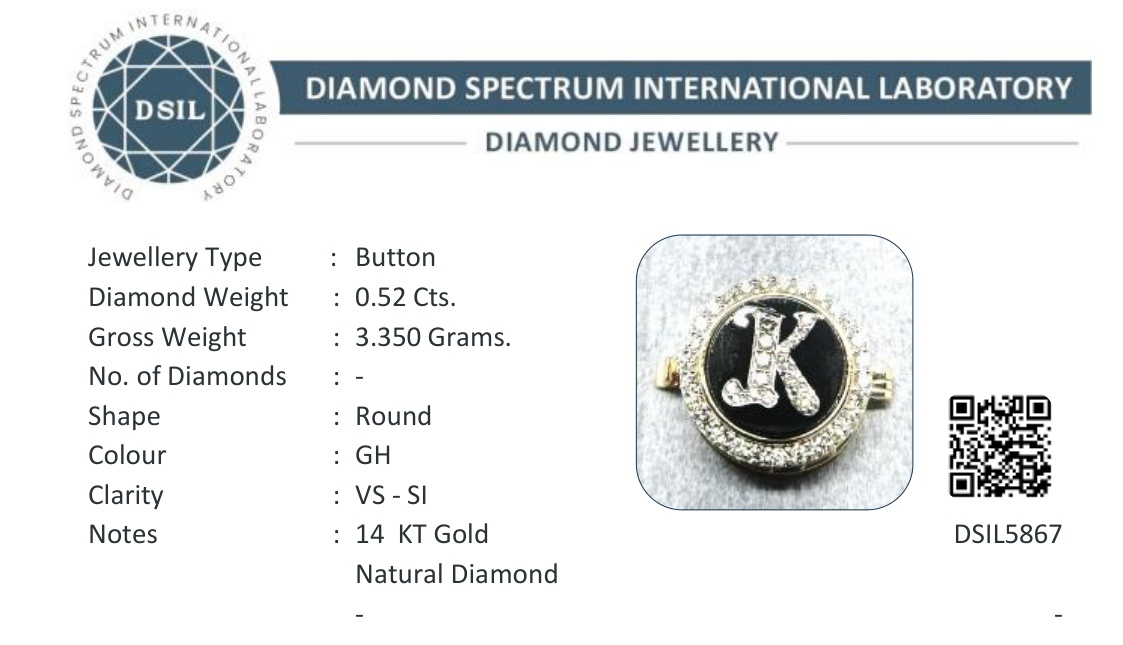 DIAMOND SPECTRUM INTERNATIONAL LABORATORY
DSIL
DIAMOND SPECTRUM INTERNATIONAL LABORATORY
DIAMOND JEWELLERY
Jewellery Type : Button
Diamond Weight : 0.52 Cts.
Gross Weight : 3.350 Grams.
No. of Diamonds : -
Shape : Round
Colour : GH
Clarity : VS - SI
Notes : 14 KT Gold
DSIL5867
Natural Diamond
- -
K